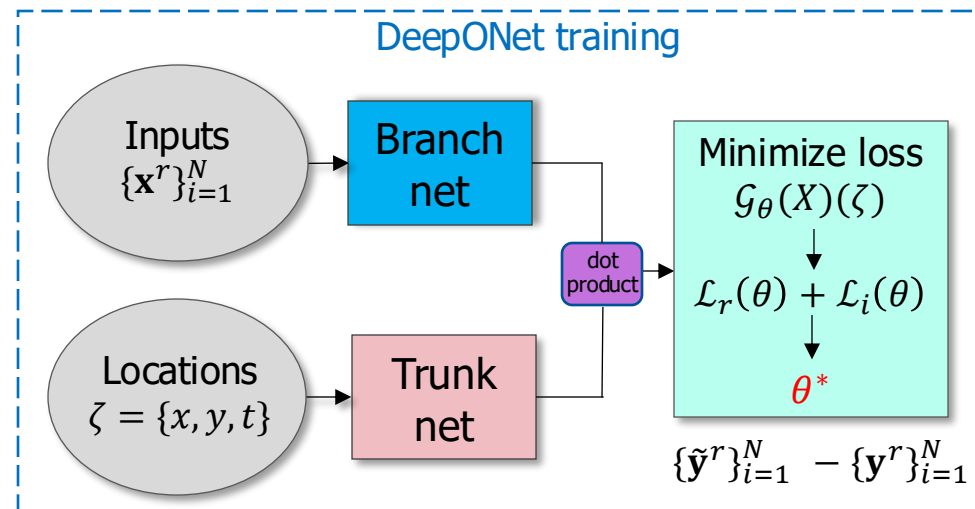 DeepONet training
Inputs
{𝐱^r}_{i=1}^N
Branch
net
Locations
ζ = {x, y, t}
Trunk
net
dot
product
Minimize loss
𝒢_θ(X)(ζ)
ℒ_r(θ) + ℒ_i(θ)
θ*
{𝐲̃^r}_{i=1}^N − {𝐲^r}_{i=1}^N